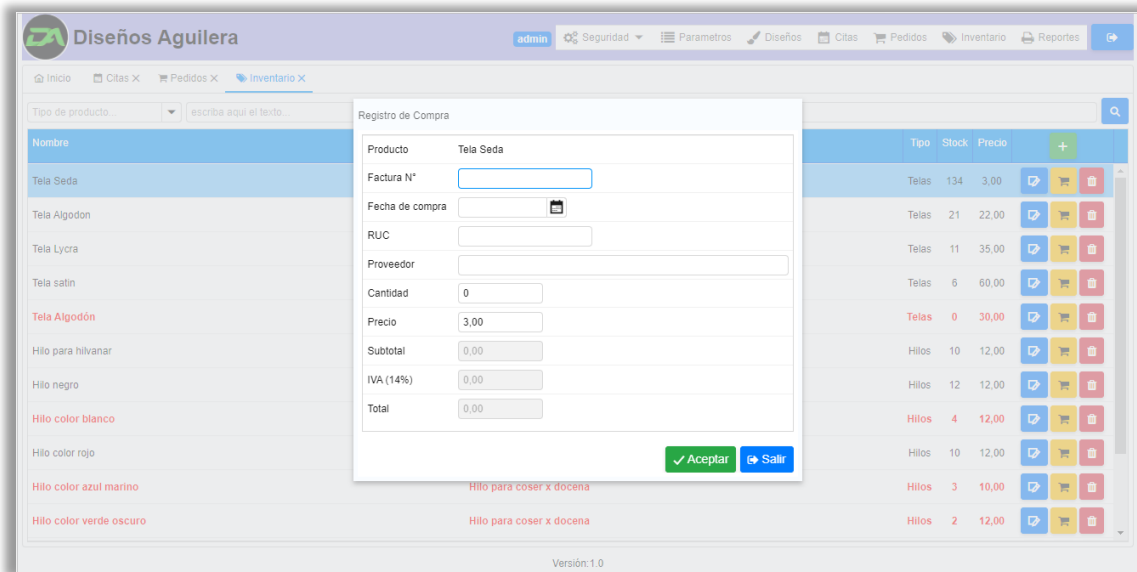 DA Diseños Aguilera
admin Seguridad Parametros Diseños Citas Pedidos Inventario Reportes
Inicio Citas X Pedidos X Inventario X
Tipo de producto... escriba aqui el texto...
Registro de Compra
Nombre Tipo Stock Precio +
Producto Tela Seda
Tela Seda Telas 134 3,00
Factura N°
Fecha de compra
Tela Algodon Telas 21 22,00
RUC
Tela Lycra Telas 11 35,00
Proveedor
Tela satin Telas 6 60,00
Cantidad 0
Tela Algodón Telas 0 30,00
Precio 3,00
Hilo para hilvanar Hilos 10 12,00
Subtotal 0,00
IVA (14%) 0,00
Hilo negro Hilos 12 12,00
Total 0,00
Hilo color blanco Hilos 4 12,00
Hilo color rojo Hilos 10 12,00
Aceptar Salir
Hilo color azul marino Hilo para coser x docena Hilos 3 10,00
Hilo color verde oscuro Hilo para coser x docena Hilos 2 12,00
Versión:1.0